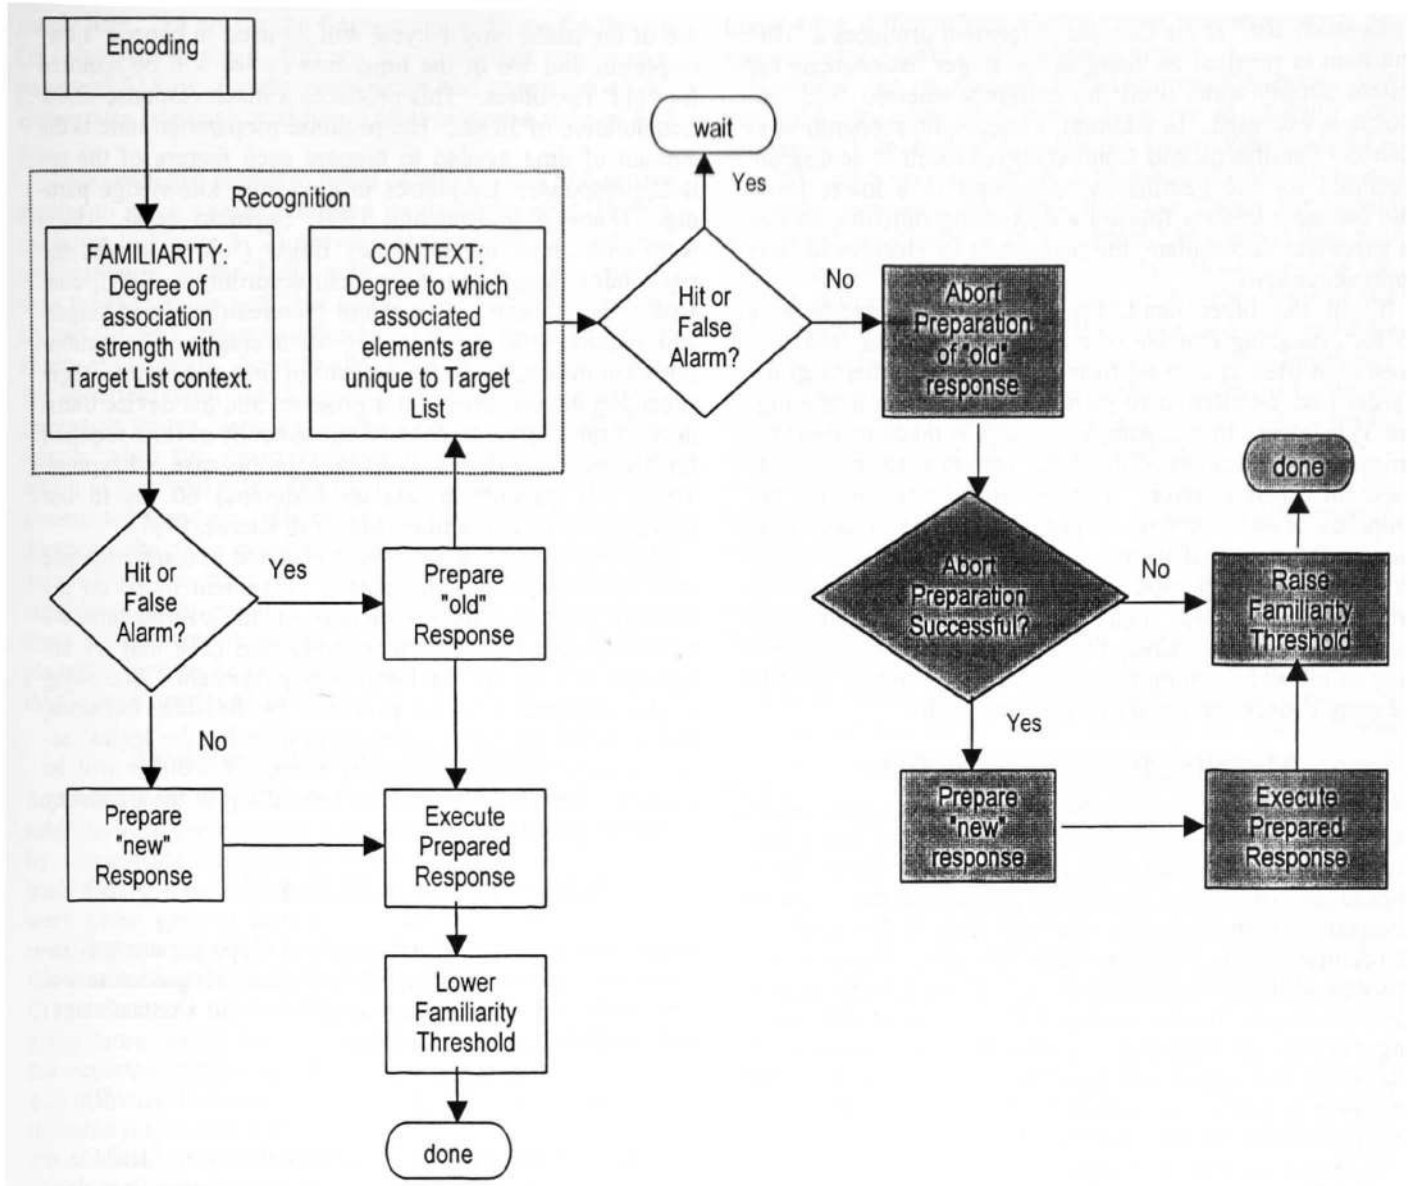 Encoding
Recognition
FAMILIARITY:
Degree of
association
strength with
Target List context.
CONTEXT:
Degree to which
associated
elements are
unique to Target
List
Hit or
False
Alarm?
Yes
wait
No
Abort
Preparation
of "old"
response
Abort
Preparation
Successful?
No
Raise
Familiarity
Threshold
done
Yes
Prepare
"new"
response
Execute
Prepared
Response
Hit or
False
Alarm?
Yes
Prepare
"old"
Response
No
Prepare
"new"
Response
Execute
Prepared
Response
Lower
Familiarity
Threshold
done